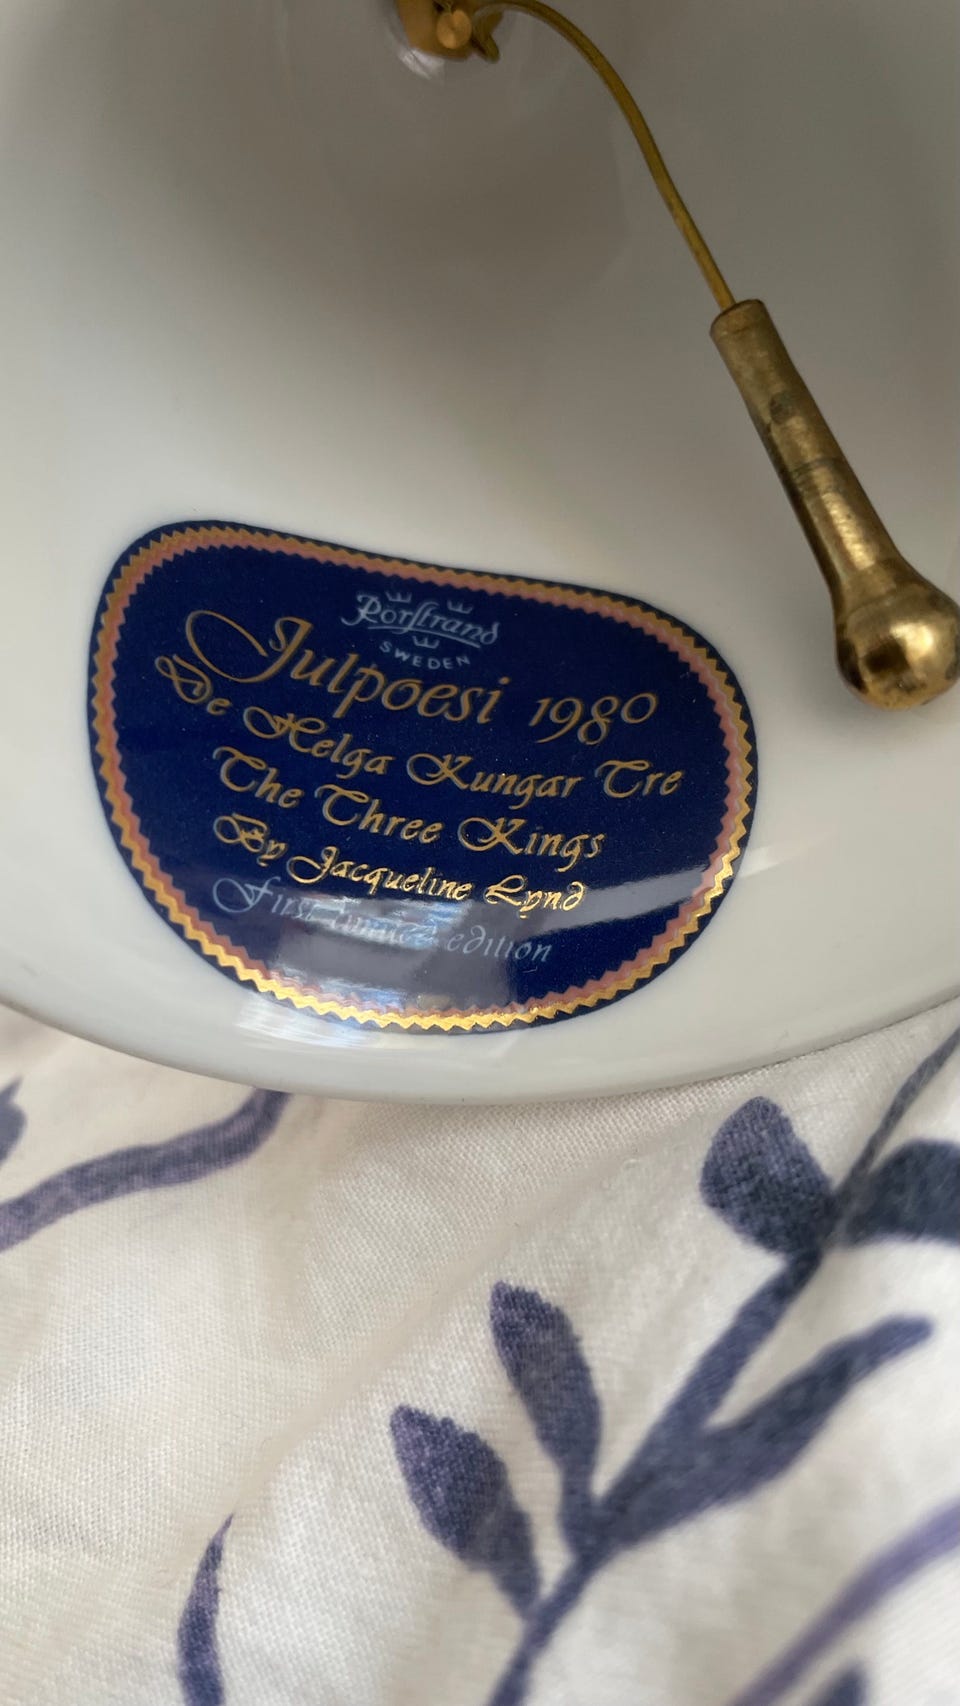 Rörstrand
SWEDEN
Julpoesi 1980
De Helga Kungar Tre
The Three Kings
By Jacqueline Lynd
First limited edition